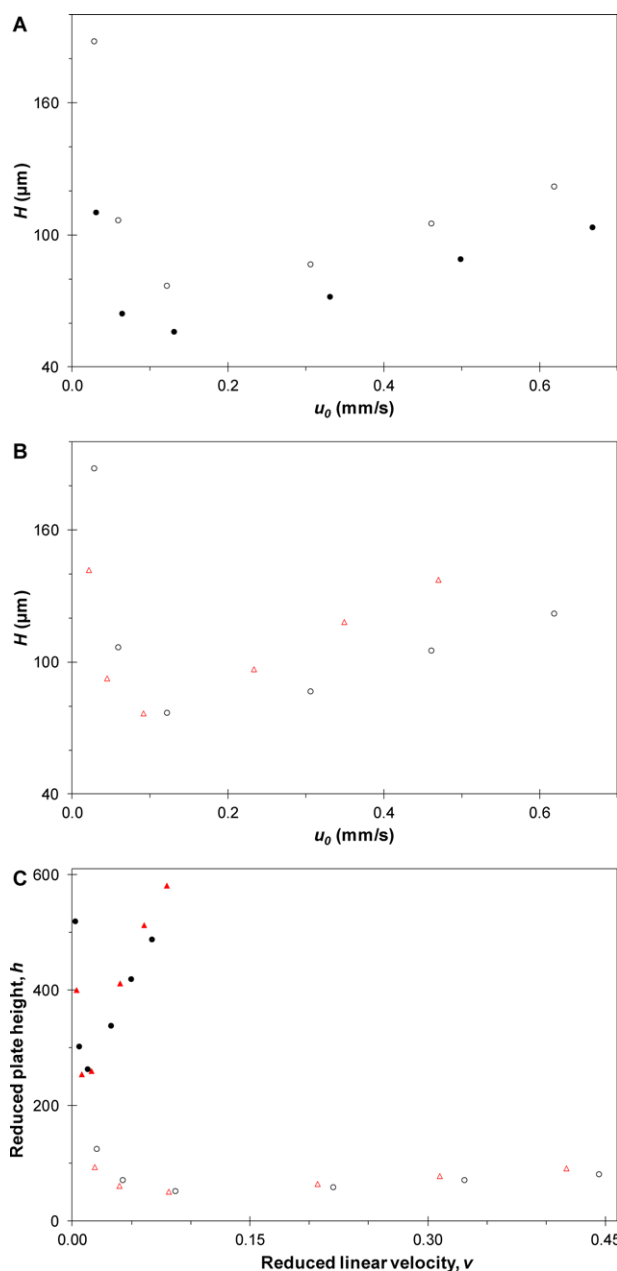 A
160
100
40
H (µm)
0.0 0.2 0.4 0.6
u0 (mm/s)
B
160
100
40
H (µm)
0.0 0.2 0.4 0.6
u0 (mm/s)
C
600
400
200
0
Reduced plate height, h
0.00 0.15 0.30 0.45
Reduced linear velocity, v